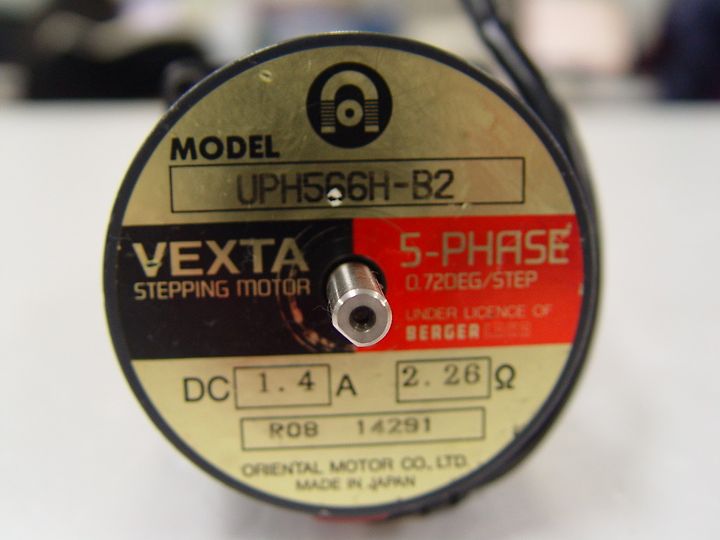 MODEL
UPH566H-B2
VEXTA
STEPPING MOTOR
5-PHASE
0.72DEG/STEP
UNDER LICENCE OF
BERGER
DC 1.4 A 2.26 Ω
R08 14291
ORIENTAL MOTOR CO., LTD.
MADE IN JAPAN